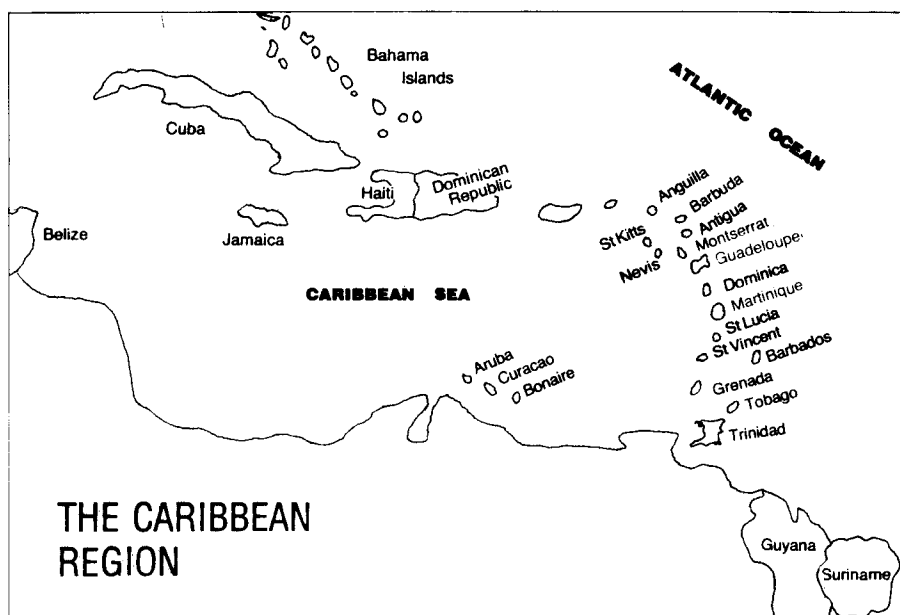 Bahama
Islands
ATLANTIC OCEAN
Cuba
Haiti
Dominican
Republic
Anguilla
Barbuda
St Kitts
Antigua
Belize
Jamaica
Montserrat
Nevis
Guadeloupe
CARIBBEAN SEA
Dominica
Martinique
St Lucia
St Vincent
Barbados
Aruba
Curacao
Bonaire
Grenada
Tobago
Trinidad
THE CARIBBEAN
REGION
Guyana
Suriname